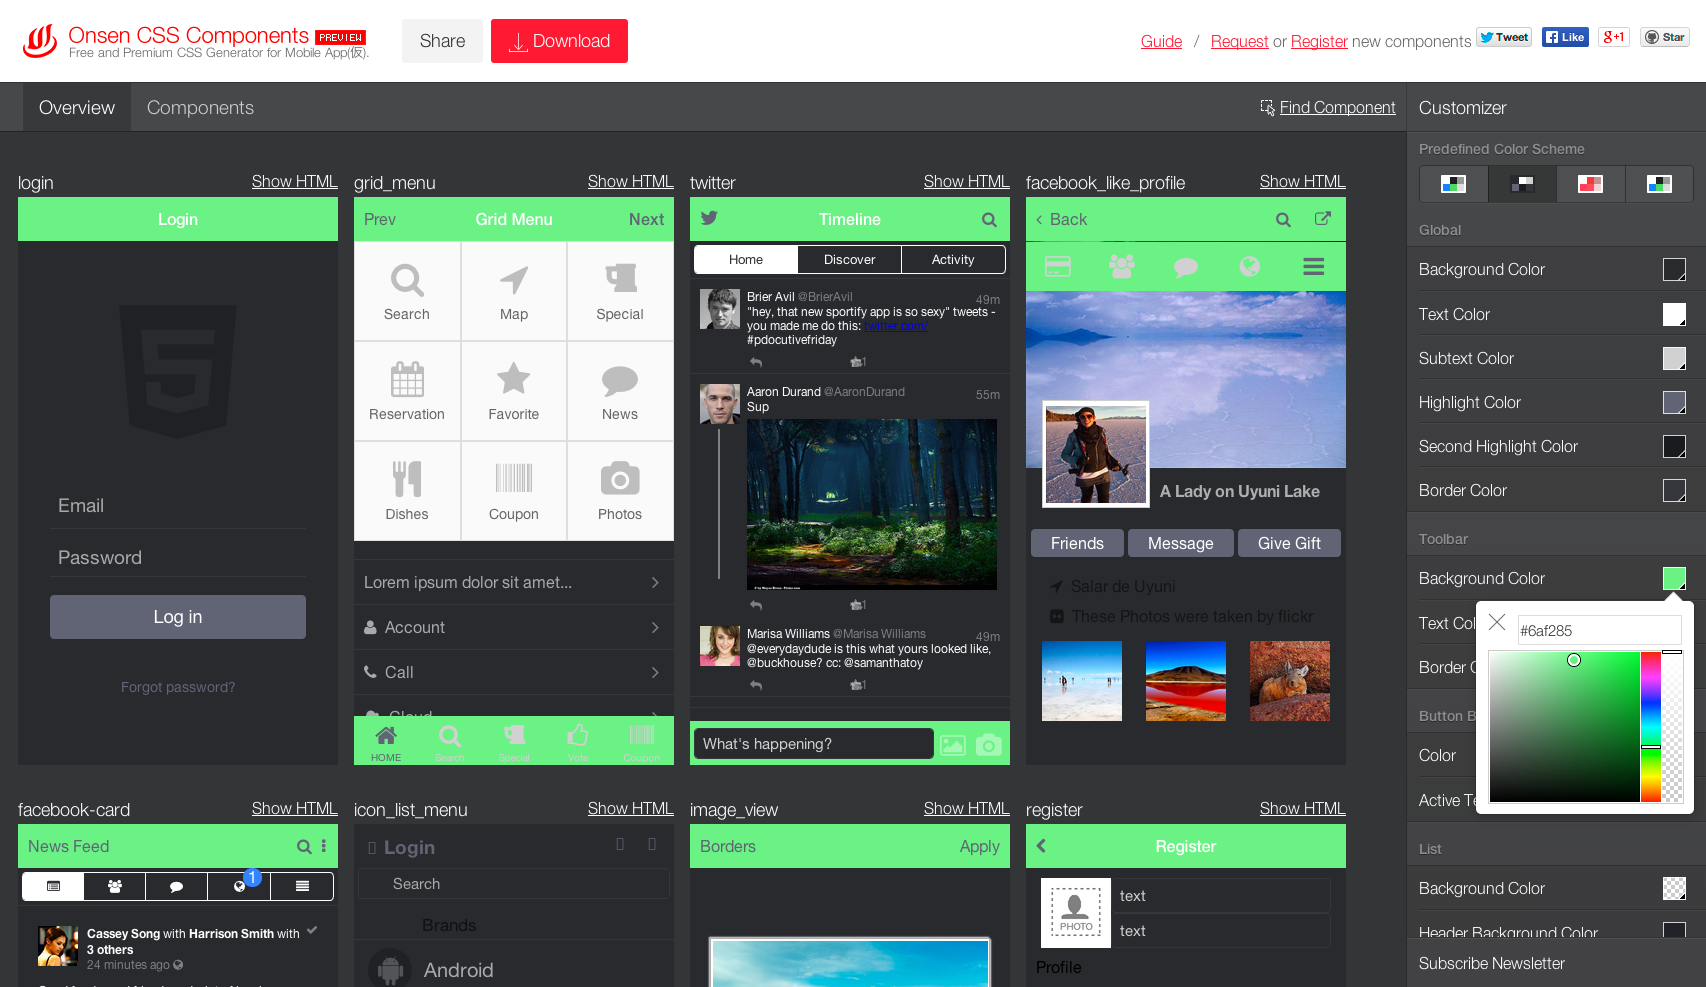 Onsen CSS Components PREVIEW
Free and Premium CSS Generator for Mobile App(仮).
Share
Download
Guide / Request or Register new components
Tweet
Like
+1
Star
Overview
Components
Find Component
Customizer
login
Show HTML
Login
Email
Password
Log in
Forgot password?
grid_menu
Show HTML
Prev
Grid Menu
Next
Search
Map
Special
Reservation
Favorite
News
Dishes
Coupon
Photos
Lorem ipsum dolor sit amet...
Account
Call
Cloud
HOME
Search
Special
Vote
Coupon
twitter
Show HTML
Timeline
Home
Discover
Activity
Brier Avil @BrierAvil
49m
"hey, that new sportify app is so sexy" tweets -
you made me do this: twitter.com/
#pdocutivefriday
1
Aaron Durand @AaronDurand
55m
Sup
1
Marisa Williams @Marisa Williams
49m
@everydaydude is this what yours looked like,
@buckhouse? cc: @samanthatoy
1
What's happening?
facebook_like_profile
Show HTML
Back
A Lady on Uyuni Lake
Friends
Message
Give Gift
Salar de Uyuni
These Photos were taken by flickr
Predefined Color Scheme
Global
Background Color
Text Color
Subtext Color
Highlight Color
Second Highlight Color
Border Color
Toolbar
Background Color
#6af285
Text Col
Border C
Button B
Color
Active Te
List
Background Color
Header Background Color
Subscribe Newsletter
facebook-card
Show HTML
News Feed
1
Cassey Song with Harrison Smith with
3 others
24 minutes ago
icon_list_menu
Show HTML
Login
Search
Brands
Android
image_view
Show HTML
Borders
Apply
register
Show HTML
Register
PHOTO
text
text
Profile